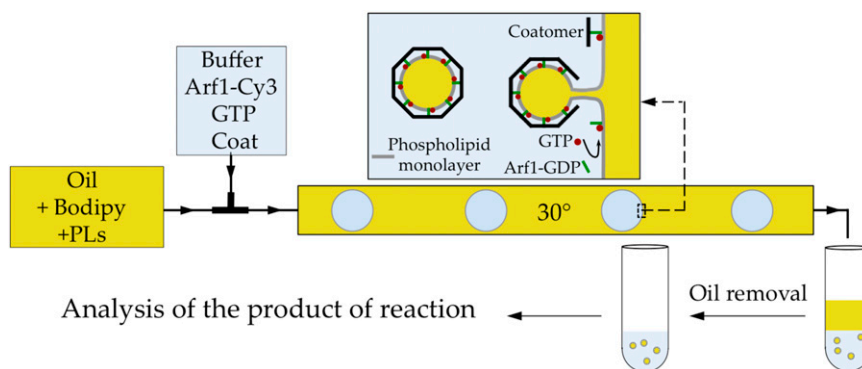 Buffer
Arf1-Cy3
GTP
Coat
Coatomer
Phospholipid
monolayer
GTP
Arf1-GDP
Oil
+ Bodipy
+PLs
30°
Oil removal
Analysis of the product of reaction